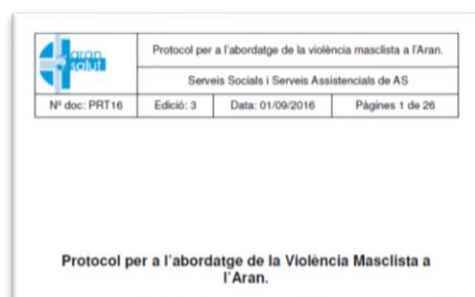 aran
salut
Protocol per a l'abordatge de la violència masclista a l'Aran.
Serveis Socials i Serveis Assistencials de AS
Nº doc: PRT16 Edició: 3 Data: 01/09/2016 Pàgines 1 de 26
Protocol per a l'abordatge de la Violència Masclista a
l'Aran.